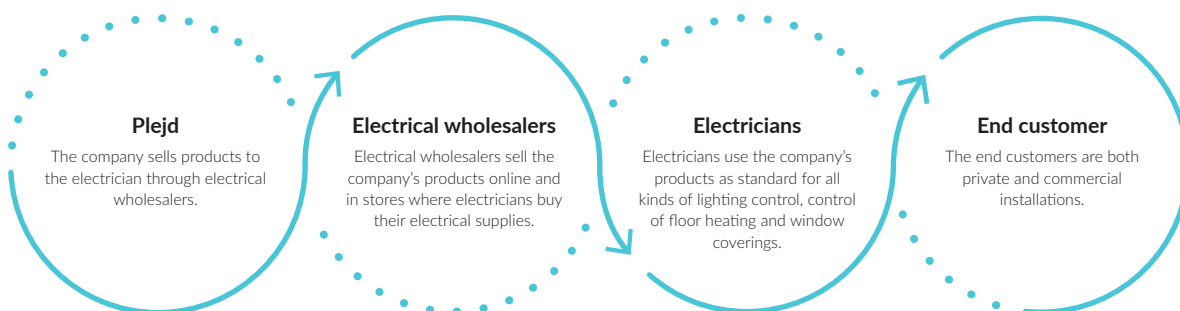 Plejd
The company sells products to
the electrician through electrical
wholesalers.
Electrical wholesalers
Electrical wholesalers sell the
company's products online and
in stores where electricians buy
their electrical supplies.
Electricians
Electricians use the company's
products as standard for all
kinds of lighting control, control
of floor heating and window
coverings.
End customer
The end customers are both
private and commercial
installations.